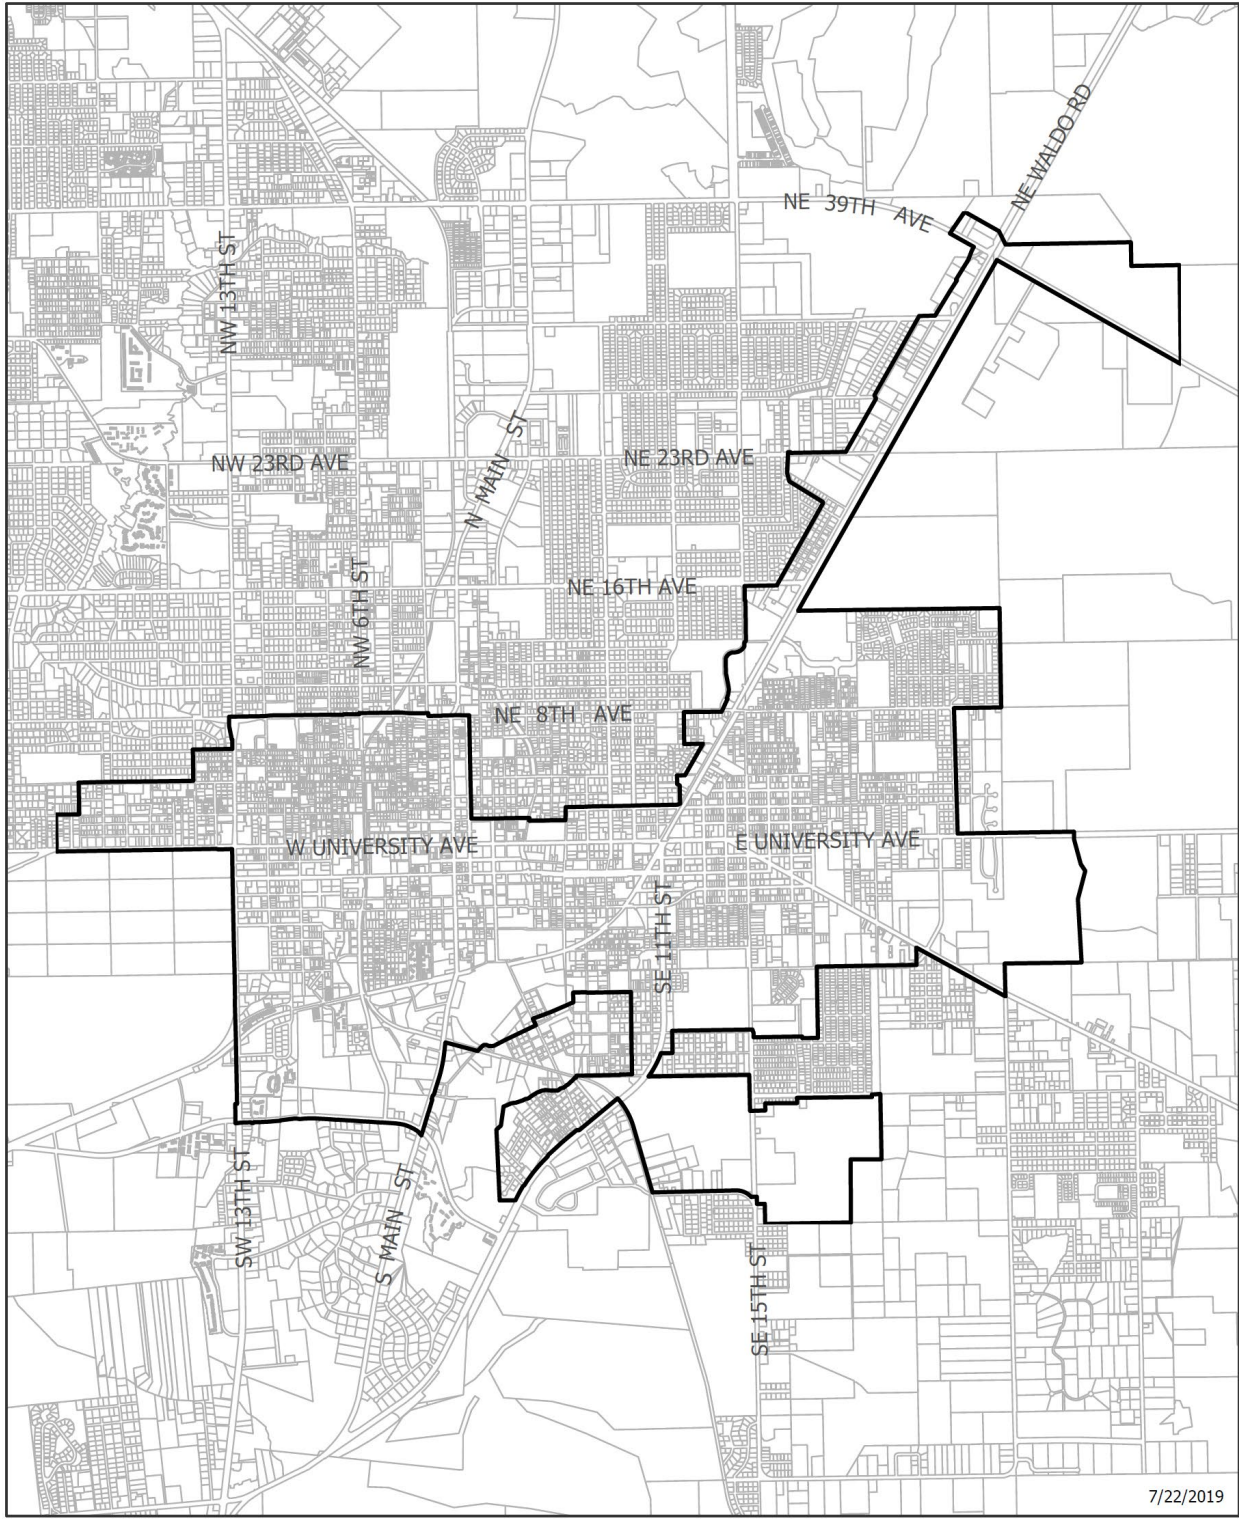 NE WALDO RD
NE 39TH AVE
NW 13TH ST
N MAIN ST
NW 23RD AVE
NE 23RD AVE
NW 6TH ST
NE 16TH AVE
NE 8TH AVE
W UNIVERSITY AVE
E UNIVERSITY AVE
SE 11TH ST
SW 13TH ST
S MAIN ST
SE 15TH ST
7/22/2019